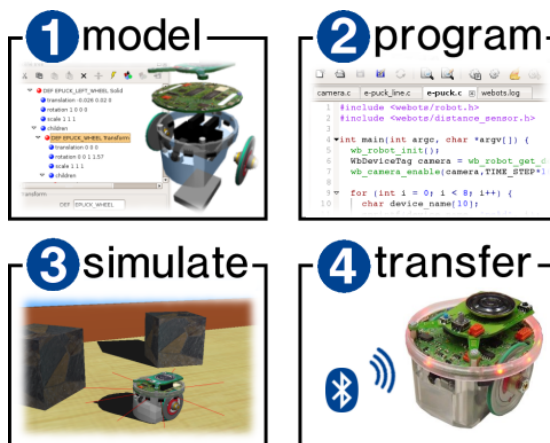 1 model
DEF EPUCK_LEFT_WHEEL Solid
translation -0.026 0.02 0
rotation 1 0 0 0
scale 1 1 1
children
DEF EPUCK_WHEEL Transform
translation 0 0 0
rotation 0 0 1 1.57
scale 1 1 1
children
ransform
DEF EPUCK_WHEEL
2 program
camera.c e-puck_line.c e-puck.c webots.log
1 #include <webots/robot.h>
2 #include <webots/distance_sensor.h>
3
4 int main(int argc, char *argv[]) {
5 wb_robot_init();
6 WbDeviceTag camera = wb_robot_get_d
7 wb_camera_enable(camera,TIME_STEP*1
8
9 for (int i = 0; i < 8; i++) {
10 char device_name[10];
3 simulate
4 transfer